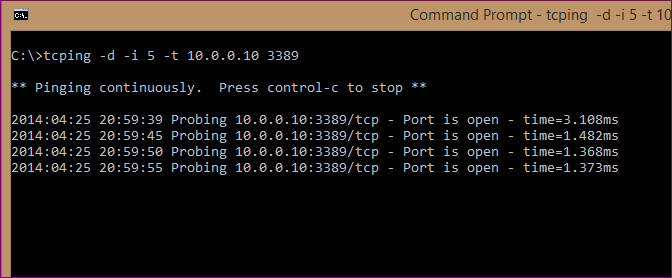 Command Prompt - tcping -d -i 5 -t 10
C:\>tcping -d -i 5 -t 10.0.0.10 3389
** Pinging continuously.  Press control-c to stop **
2014:04:25 20:59:39 Probing 10.0.0.10:3389/tcp - Port is open - time=3.108ms
2014:04:25 20:59:45 Probing 10.0.0.10:3389/tcp - Port is open - time=1.482ms
2014:04:25 20:59:50 Probing 10.0.0.10:3389/tcp - Port is open - time=1.368ms
2014:04:25 20:59:55 Probing 10.0.0.10:3389/tcp - Port is open - time=1.373ms